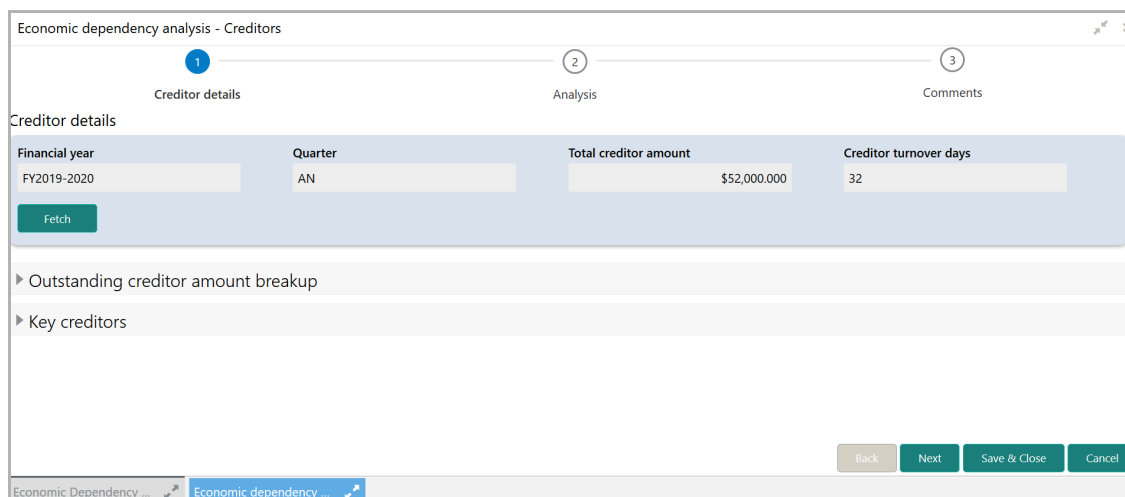 Economic dependency analysis - Creditors
1
2
3
Creditor details
Analysis
Comments
Creditor details
Financial year
Quarter
Total creditor amount
Creditor turnover days
FY2019-2020
AN
$52,000.000
32
Fetch
Outstanding creditor amount breakup
Key creditors
Back
Next
Save & Close
Cancel
Economic Dependency ...
Economic dependency ...